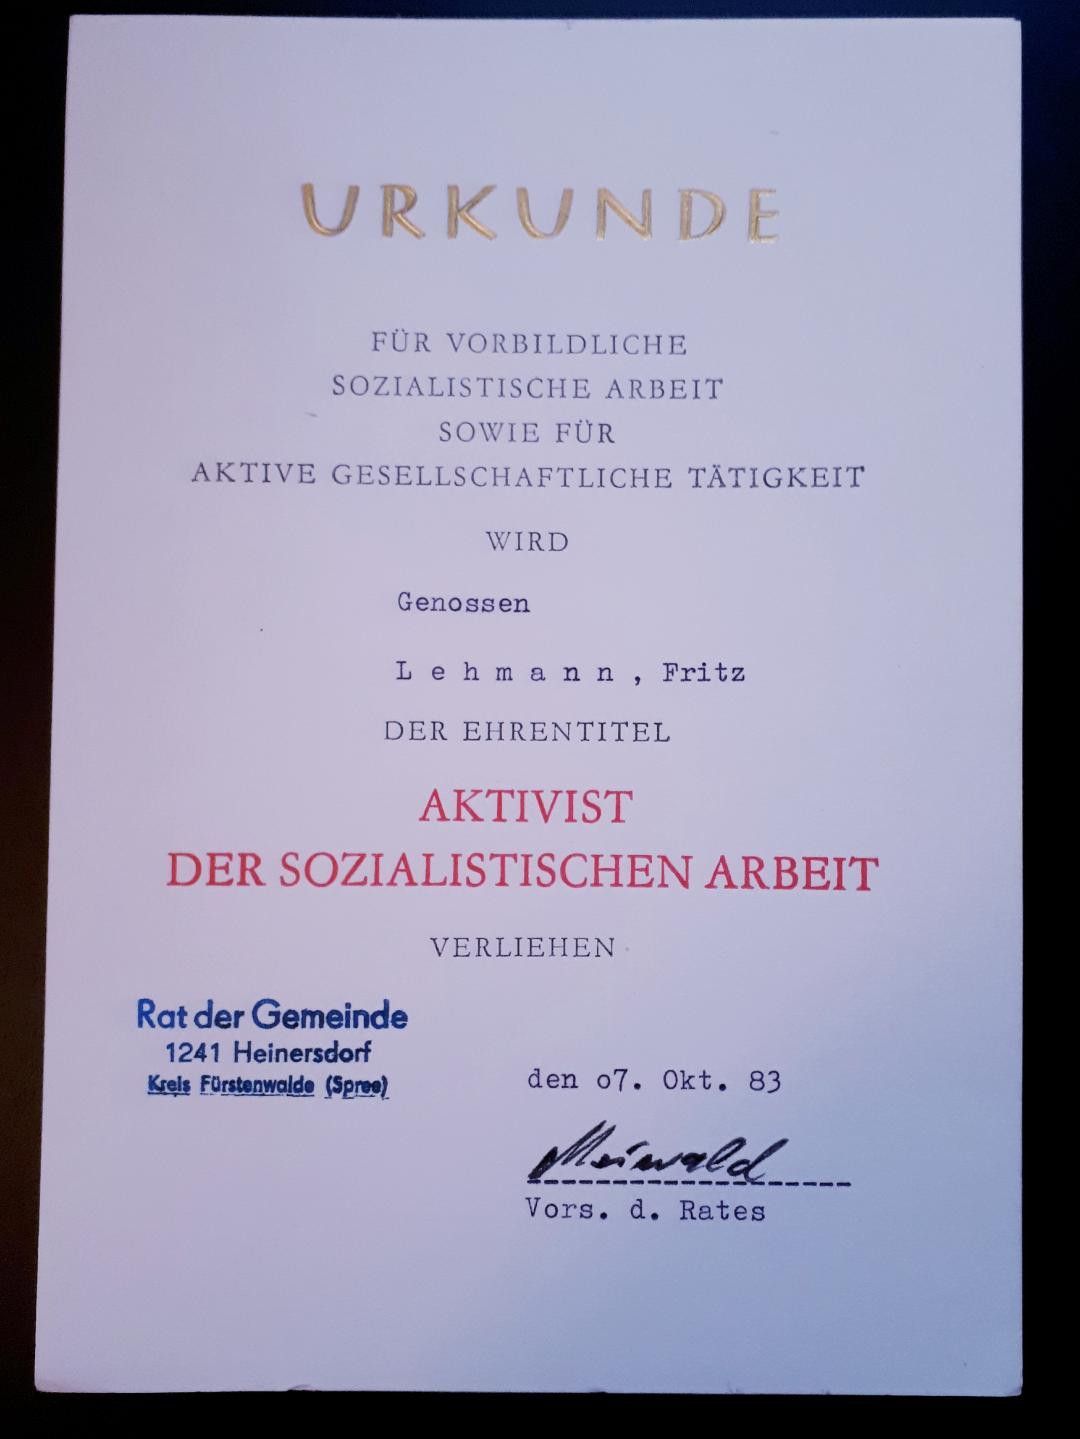 URKUNDE
FÜR VORBILDLICHE
SOZIALISTISCHE ARBEIT
SOWIE FÜR
AKTIVE GESELLSCHAFTLICHE TÄTIGKEIT
WIRD
Genossen
L e h m a n n , Fritz
DER EHRENTITEL
AKTIVIST
DER SOZIALISTISCHEN ARBEIT
VERLIEHEN
Rat der Gemeinde
1241 Heinersdorf
Kreis Fürstenwalde (Spree)
den o7. Okt. 83
Meiwald
Vors. d. Rates